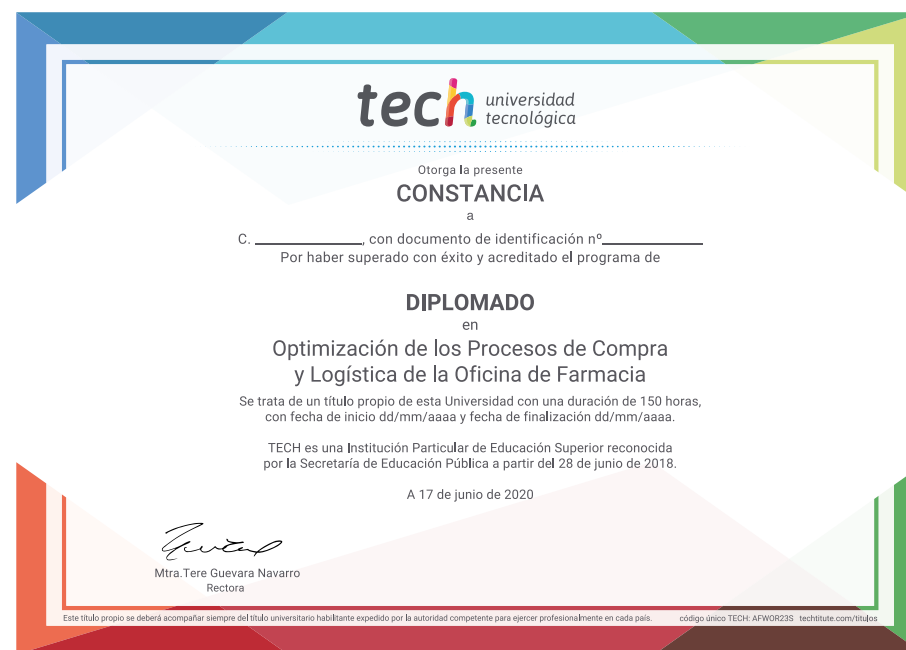 tech universidad
tecnológica
Otorga la presente
CONSTANCIA
a
C. ____________, con documento de identificación nº____________
Por haber superado con éxito y acreditado el programa de
DIPLOMADO
en
Optimización de los Procesos de Compra
y Logística de la Oficina de Farmacia
Se trata de un título propio de esta Universidad con una duración de 150 horas,
con fecha de inicio dd/mm/aaaa y fecha de finalización dd/mm/aaaa.
TECH es una Institución Particular de Educación Superior reconocida
por la Secretaría de Educación Pública a partir del 28 de junio de 2018.
A 17 de junio de 2020
Mtra.Tere Guevara Navarro
Rectora
Este título propio se deberá acompañar siempre del título universitario habilitante expedido por la autoridad competente para ejercer profesionalmente en cada país. código único TECH: AFWOR23S techtitute.com/titulos